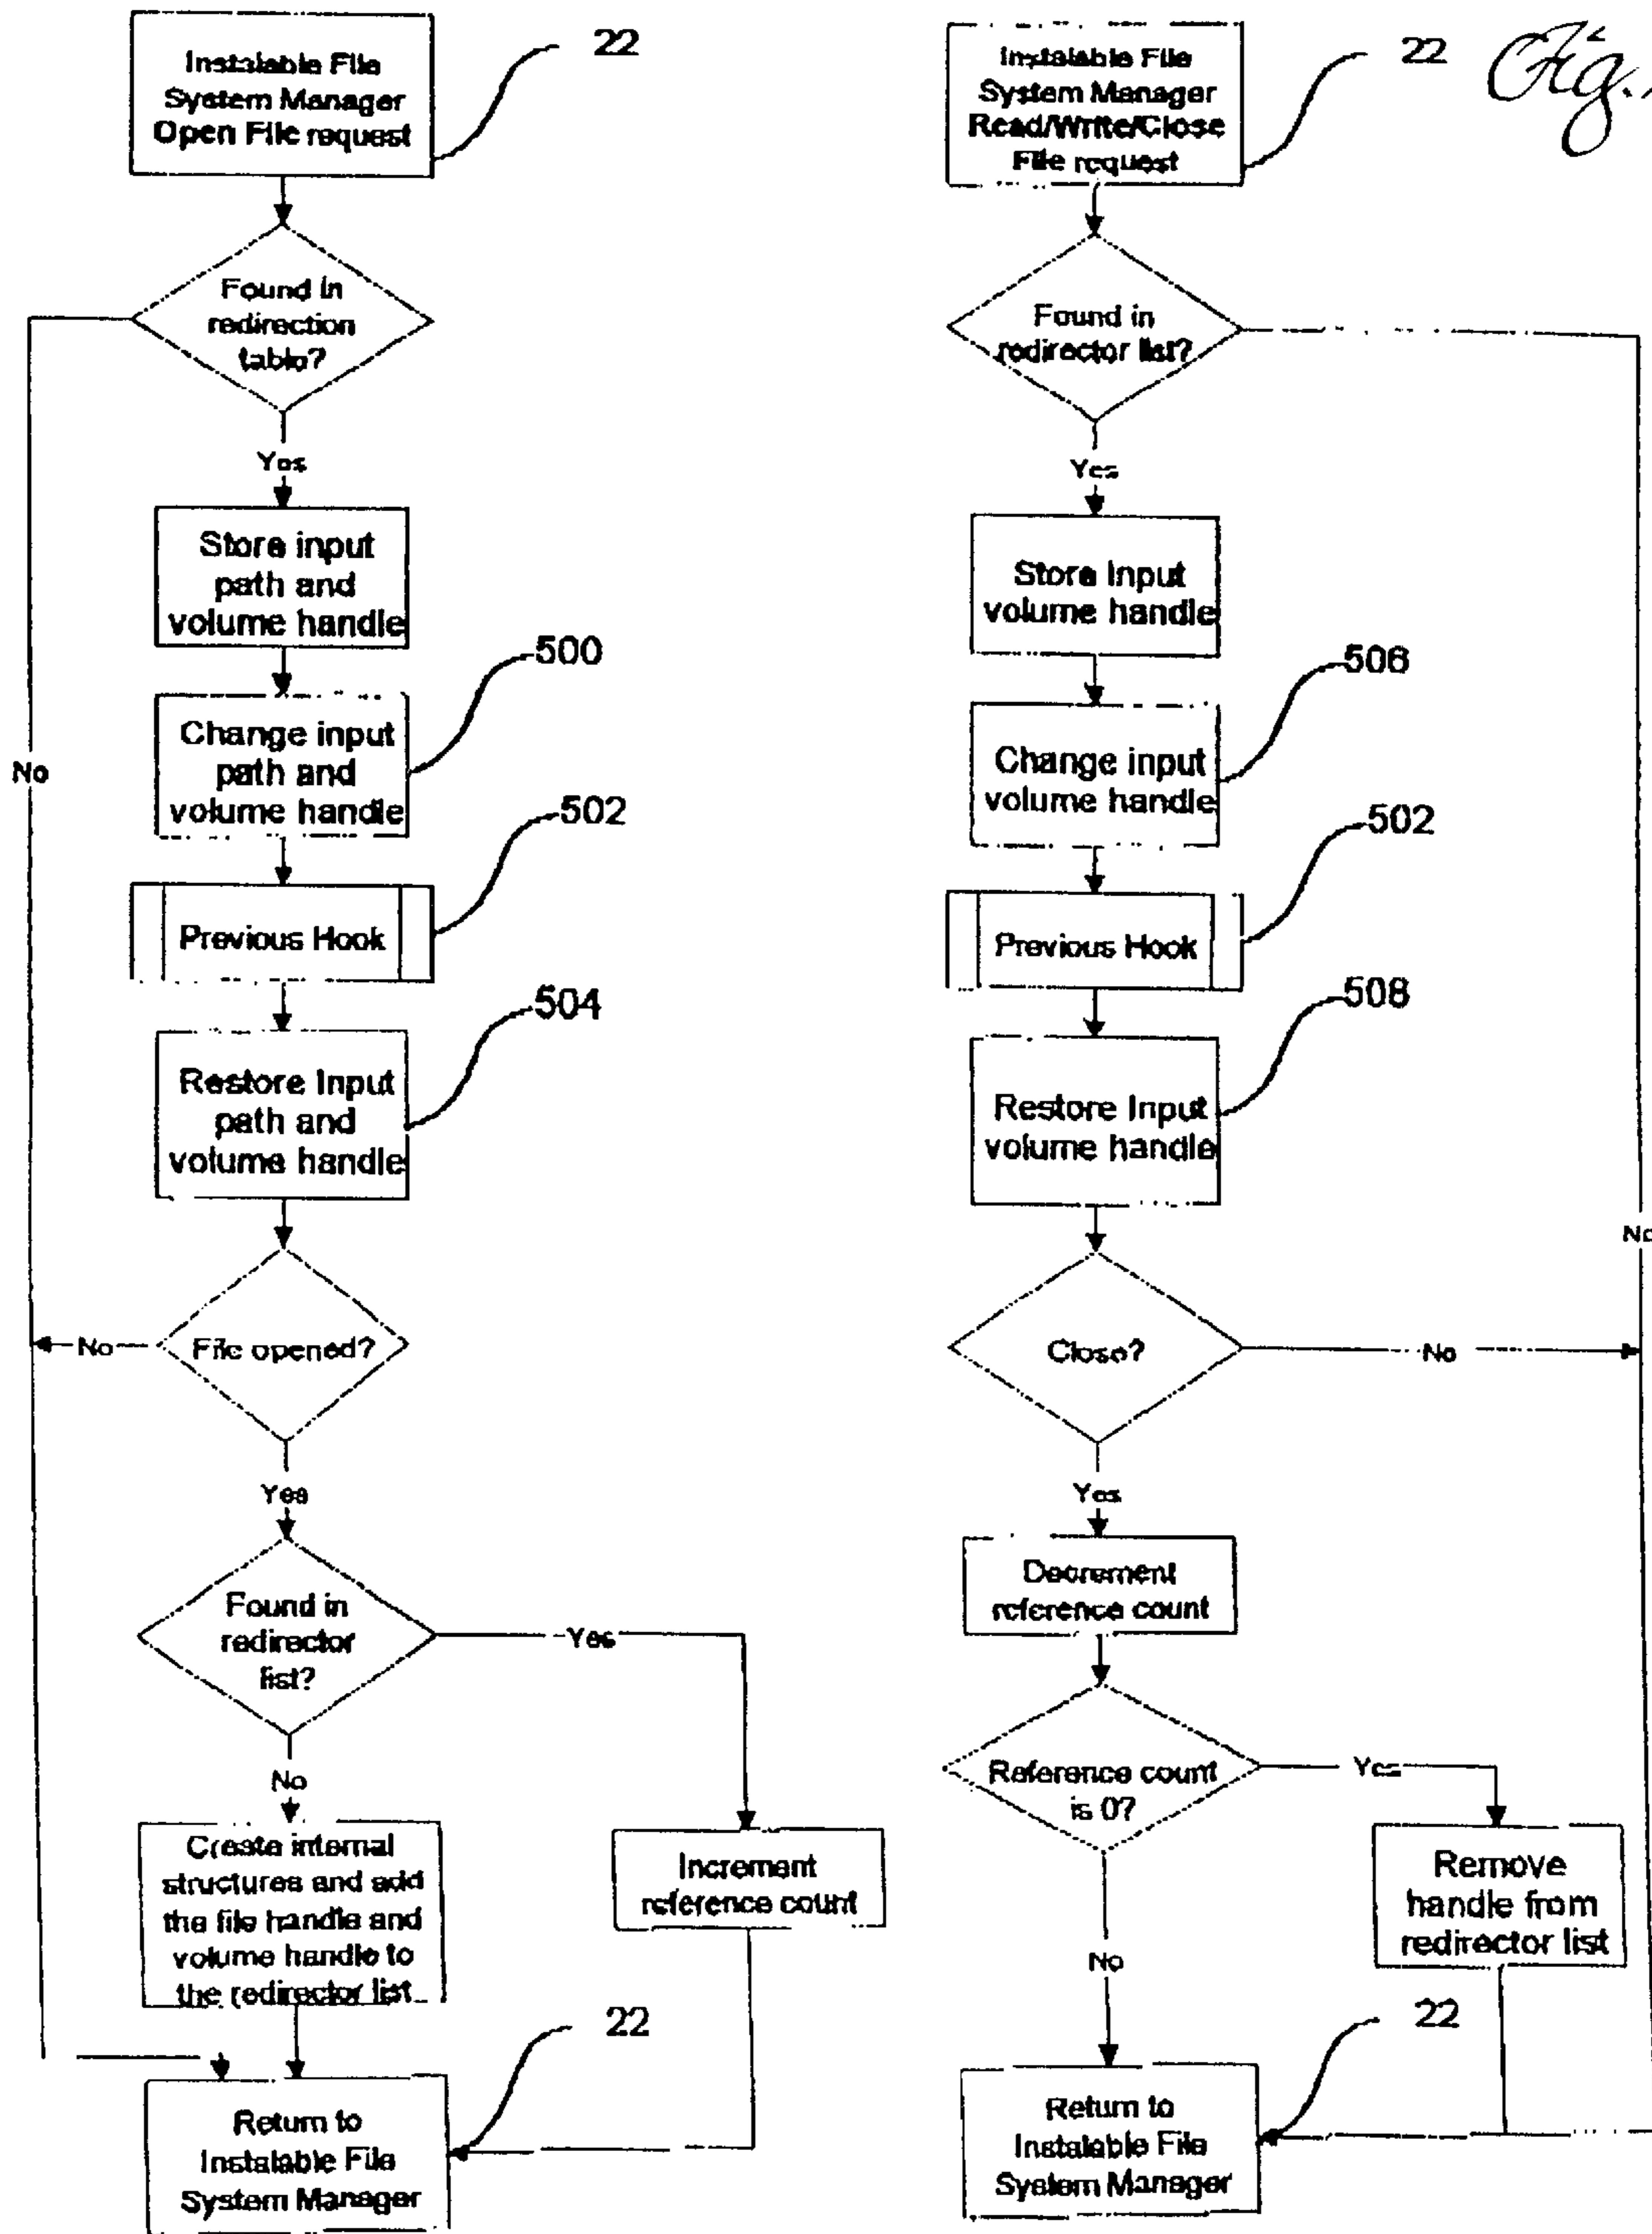 Instalable File
System Manager
Open File request
22
Found in
redirection
table?
Yes
Store input
path and
volume handle
500
Change input
path and
volume handle
No
502
Previous Hook
504
Restore Input
path and
volume handle
File opened?
No
Yes
Found in
redirector
list?
Yes
No
Create internal
structures and add
the file handle and
volume handle to
the redirector list
Increment
reference count
22
Return to
Instalable File
System Manager
Instalable File
System Manager
Read/Write/Close
File request
22
Fig.
Found in
redirector list?
Yes
Store Input
volume handle
506
Change input
volume handle
502
Previous Hook
508
Restore Input
volume handle
No
Close?
No
Yes
Decrement
reference count
Reference count
is 0?
Yes
Remove
handle from
redirector list
No
22
Return to
Instalable File
System Manager